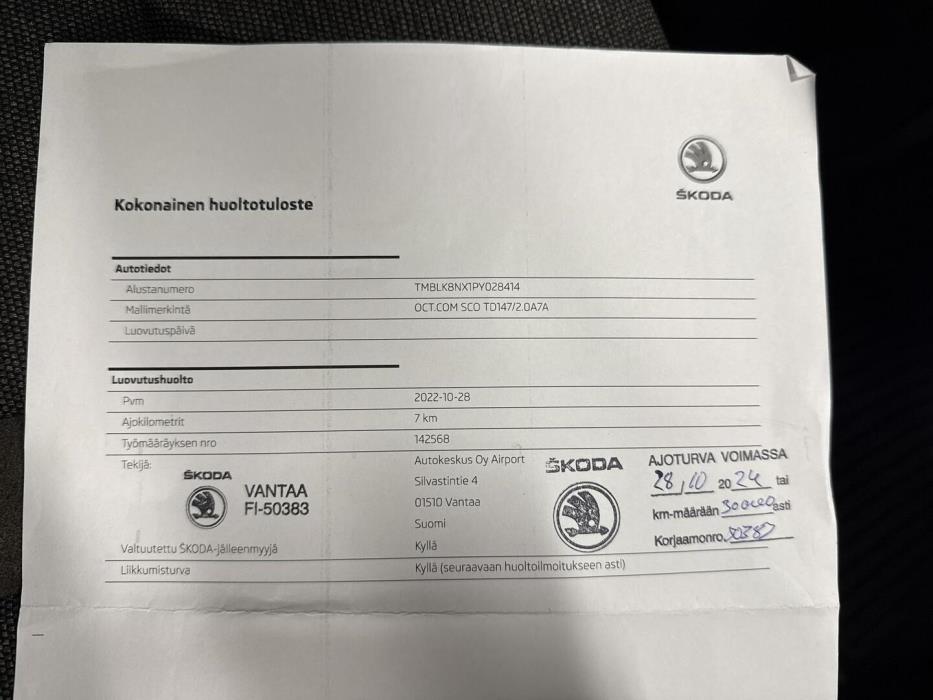 ŠKODA
Kokonainen huoltotuloste
Autotiedot
Alustanumero TMBLK8NX1PY028414
Mallimerkintä OCT.COM SCO TD147/2.0A7A
Luovutuspäivä
Luovutushuolto
Pvm 2022-10-28
Ajokilometrit 7 km
Työmääräyksen nro 142568
Tekijä: Autokeskus Oy Airport
Silvastintie 4
01510 Vantaa
Suomi
ŠKODA
VANTAA
FI-50383
ŠKODA
AJOTURVA VOIMASSA
28,10 2024 tai
km-määrään 30000 asti
Korjaamonro. 50383
Valtuutettu ŠKODA-jälleenmyyjä Kyllä
Liikkumisturva Kyllä (seuraavaan huoltoilmoitukseen asti)